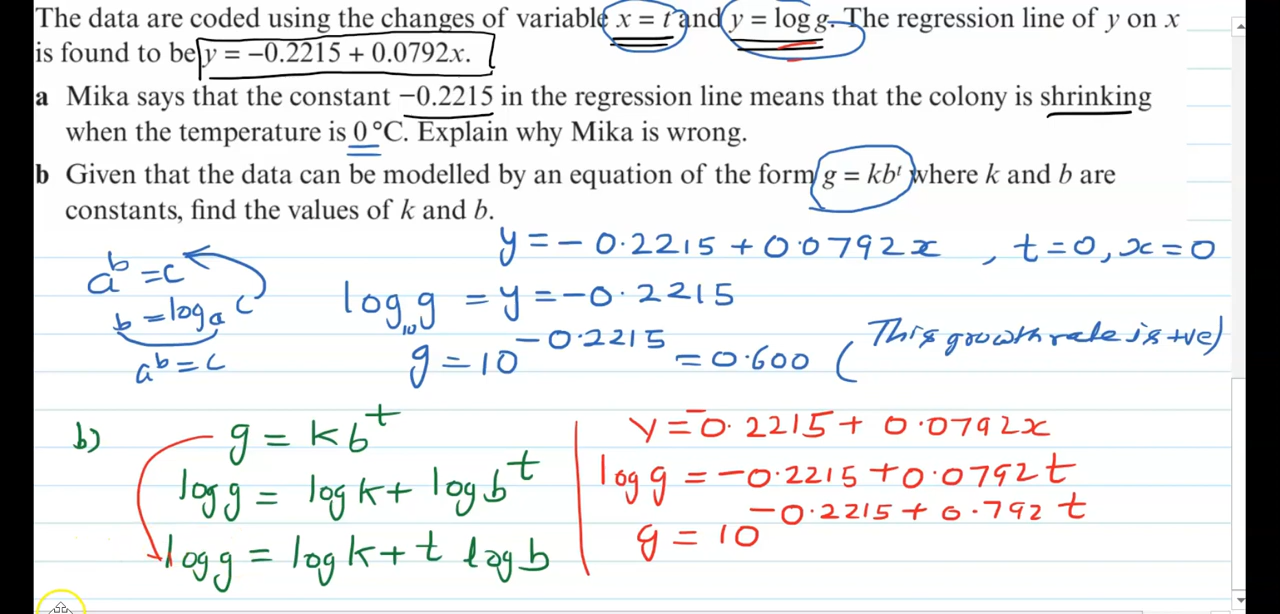 The data are coded using the changes of variable x = t and y = log g. The regression line of y on x
is found to be y = −0.2215 + 0.0792x.
a Mika says that the constant −0.2215 in the regression line means that the colony is shrinking
when the temperature is 0 °C. Explain why Mika is wrong.
b Given that the data can be modelled by an equation of the form g = kb^t where k and b are
constants, find the values of k and b.
y = − 0.2215 + 0.0792x , t = 0, x = 0
a^b = c
log₁₀ g = y = −0.2215
b = log_a c
g = 10^−0.2215 = 0.600 (This growth rate is +ve)
a^b = c
b)
g = kb^t
log g = log k + log b^t
log g = log k + t log b
y = −0.2215 + 0.0792x
log g = −0.2215 + 0.0792 t
g = 10^−0.2215 + 0.792 t